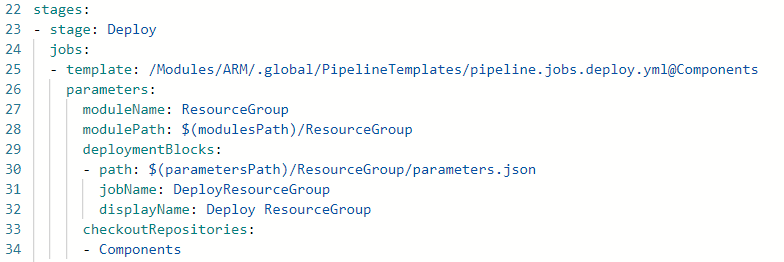 22 stages:
23 - stage: Deploy
24 jobs:
25 - template: /Modules/ARM/.global/PipelineTemplates/pipeline.jobs.deploy.yml@Components
26 parameters:
27 moduleName: ResourceGroup
28 modulePath: $(modulesPath)/ResourceGroup
29 deploymentBlocks:
30 - path: $(parametersPath)/ResourceGroup/parameters.json
31 jobName: DeployResourceGroup
32 displayName: Deploy ResourceGroup
33 checkoutRepositories:
34 - Components